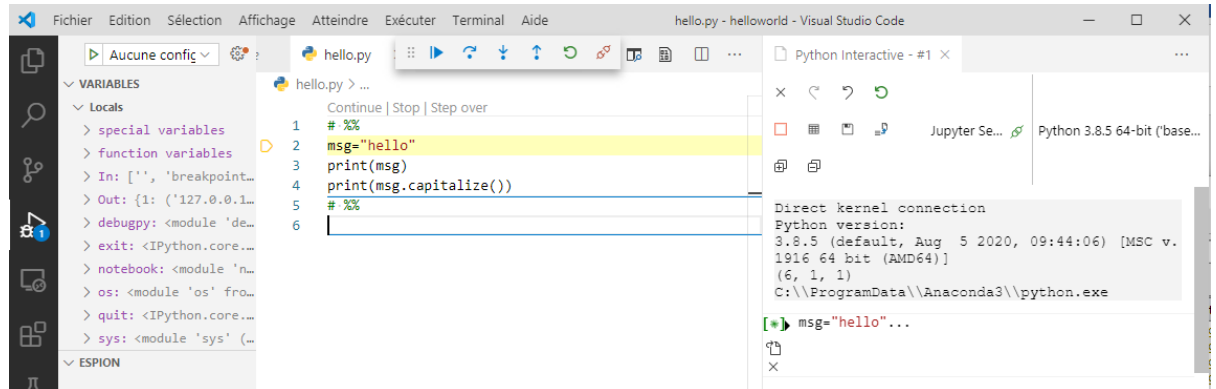 Fichier Edition Sélection Affichage Atteindre Exécuter Terminal Aide hello.py - helloworld - Visual Studio Code
Aucune config
hello.py
VARIABLES
Locals
special variables
function variables
In: ['', 'breakpoint...
Out: {1: ('127.0.0.1...
debugpy: <module 'de...
exit: <IPython.core....
notebook: <module 'n...
os: <module 'os' fro...
quit: <IPython.core....
sys: <module 'sys' (...
ESPION
1
hello.py > ...
Continue | Stop | Step over
1 # %%
2 msg="hello"
3 print(msg)
4 print(msg.capitalize())
5 # %%
6
Python Interactive - #1
Jupyter Se... Python 3.8.5 64-bit ('base...
Direct kernel connection
Python version:
3.8.5 (default, Aug 5 2020, 09:44:06) [MSC v.
1916 64 bit (AMD64)]
(6, 1, 1)
C:\\ProgramData\\Anaconda3\\python.exe
[*] msg="hello"...